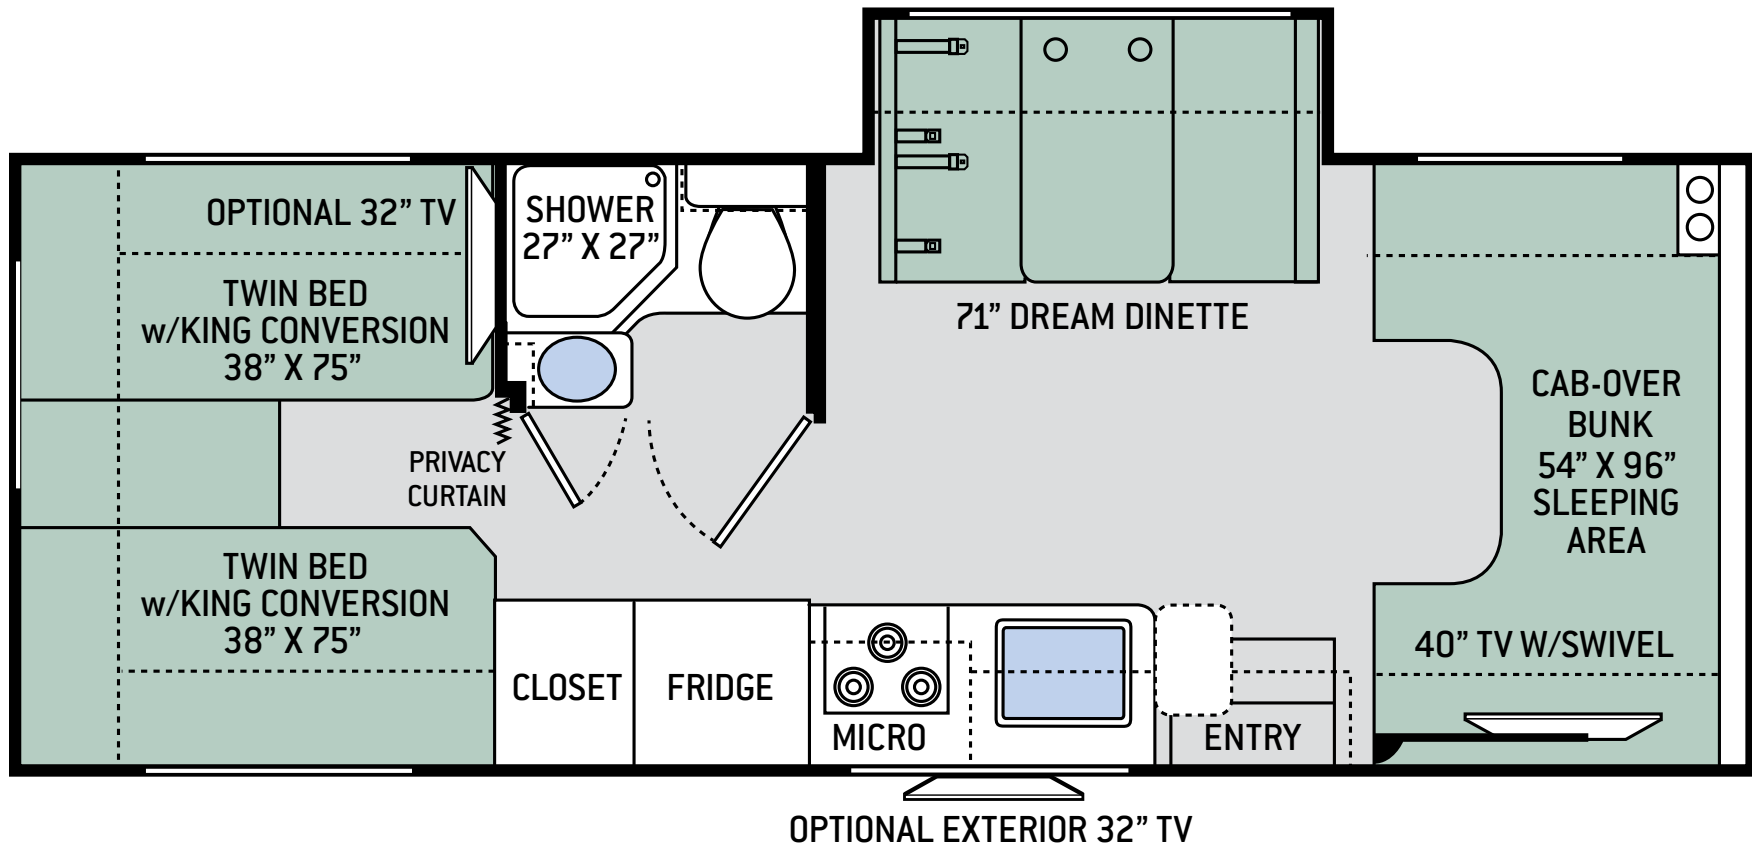 OPTIONAL 32” TV
TWIN BED
w/KING CONVERSION
38” X 75”
SHOWER
27” X 27”
71” DREAM DINETTE
PRIVACY
CURTAIN
CAB-OVER
BUNK
54” X 96”
SLEEPING
AREA
TWIN BED
w/KING CONVERSION
38” X 75”
CLOSET
FRIDGE
MICRO
ENTRY
40” TV W/SWIVEL
OPTIONAL EXTERIOR 32” TV